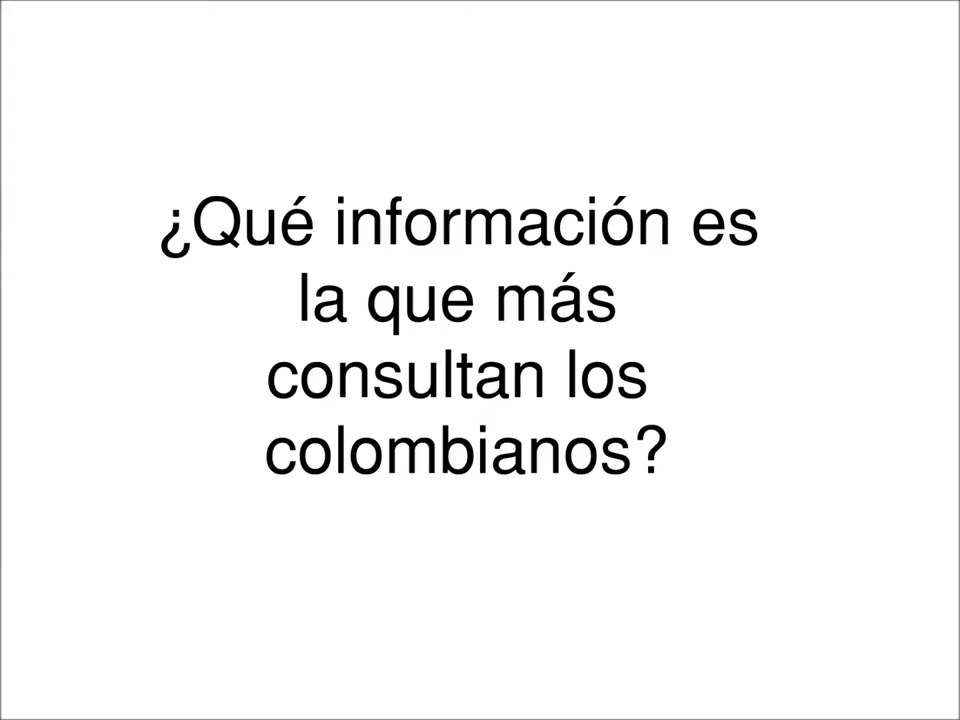 ¿Qué información es
la que más
consultan los
colombianos?